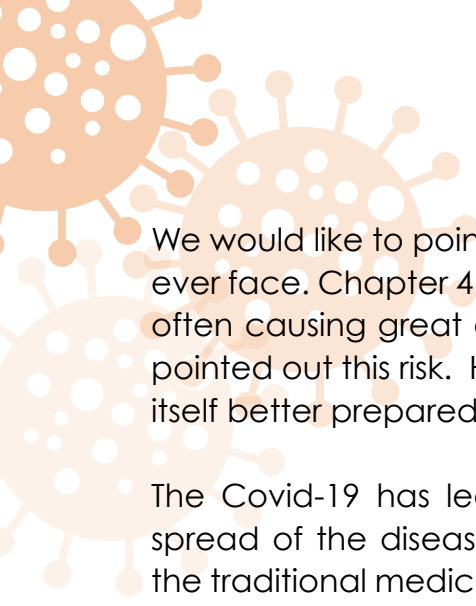 We would like to poin
ever face. Chapter 4
often causing great
pointed out this risk. H
itself better prepared
The Covid-19 has le
spread of the diseas
the traditional medic